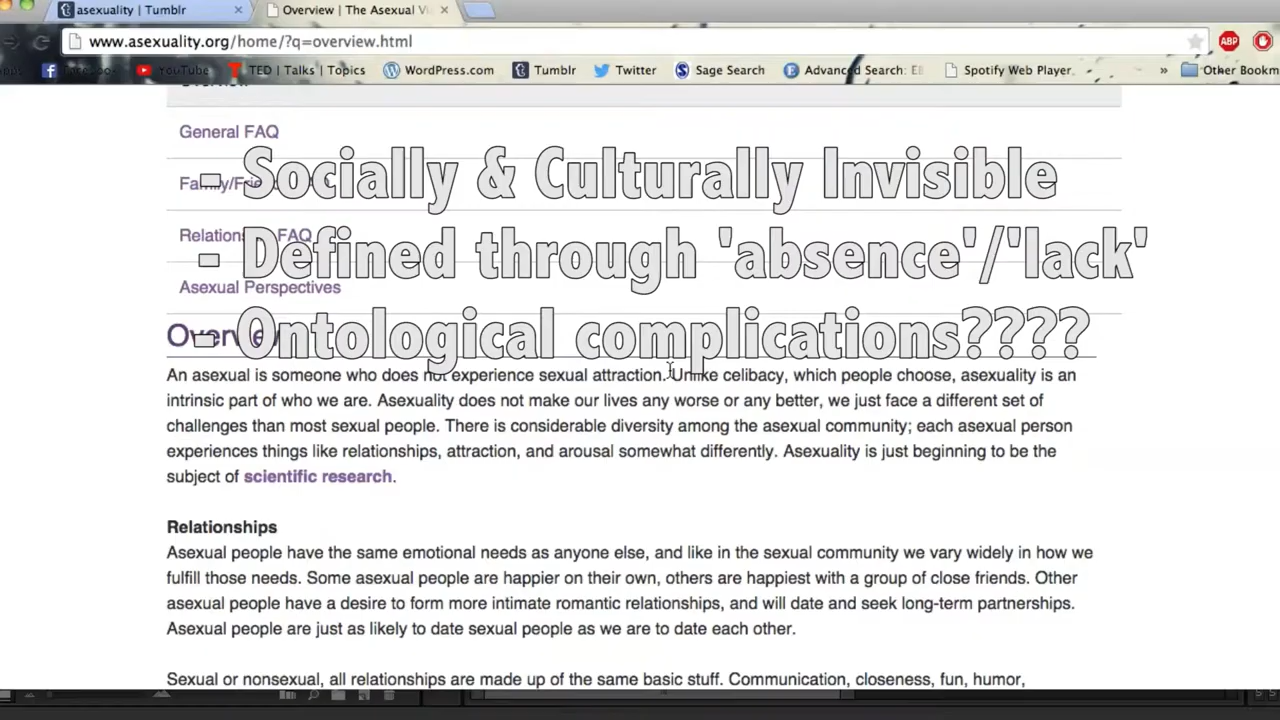 asexuality | Tumblr
Overview | The Asexual Vi
www.asexuality.org/home/?q=overview.html
ABP
Facebook YouTube TED | Talks | Topics WordPress.com Tumblr Twitter Sage Search Advanced Search: E Spotify Web Player » Other Bookm
Overview
General FAQ
- Socially & Culturally Invisible
- Defined through 'absence'/'lack'
Asexual Perspectives
- Ontological complications????
Overview
An asexual is someone who does not experience sexual attraction. Unlike celibacy, which people choose, asexuality is an
intrinsic part of who we are. Asexuality does not make our lives any worse or any better, we just face a different set of
challenges than most sexual people. There is considerable diversity among the asexual community; each asexual person
experiences things like relationships, attraction, and arousal somewhat differently. Asexuality is just beginning to be the
subject of scientific research.
Relationships
Asexual people have the same emotional needs as anyone else, and like in the sexual community we vary widely in how we
fulfill those needs. Some asexual people are happier on their own, others are happiest with a group of close friends. Other
asexual people have a desire to form more intimate romantic relationships, and will date and seek long-term partnerships.
Asexual people are just as likely to date sexual people as we are to date each other.
Sexual or nonsexual, all relationships are made up of the same basic stuff. Communication, closeness, fun, humor,